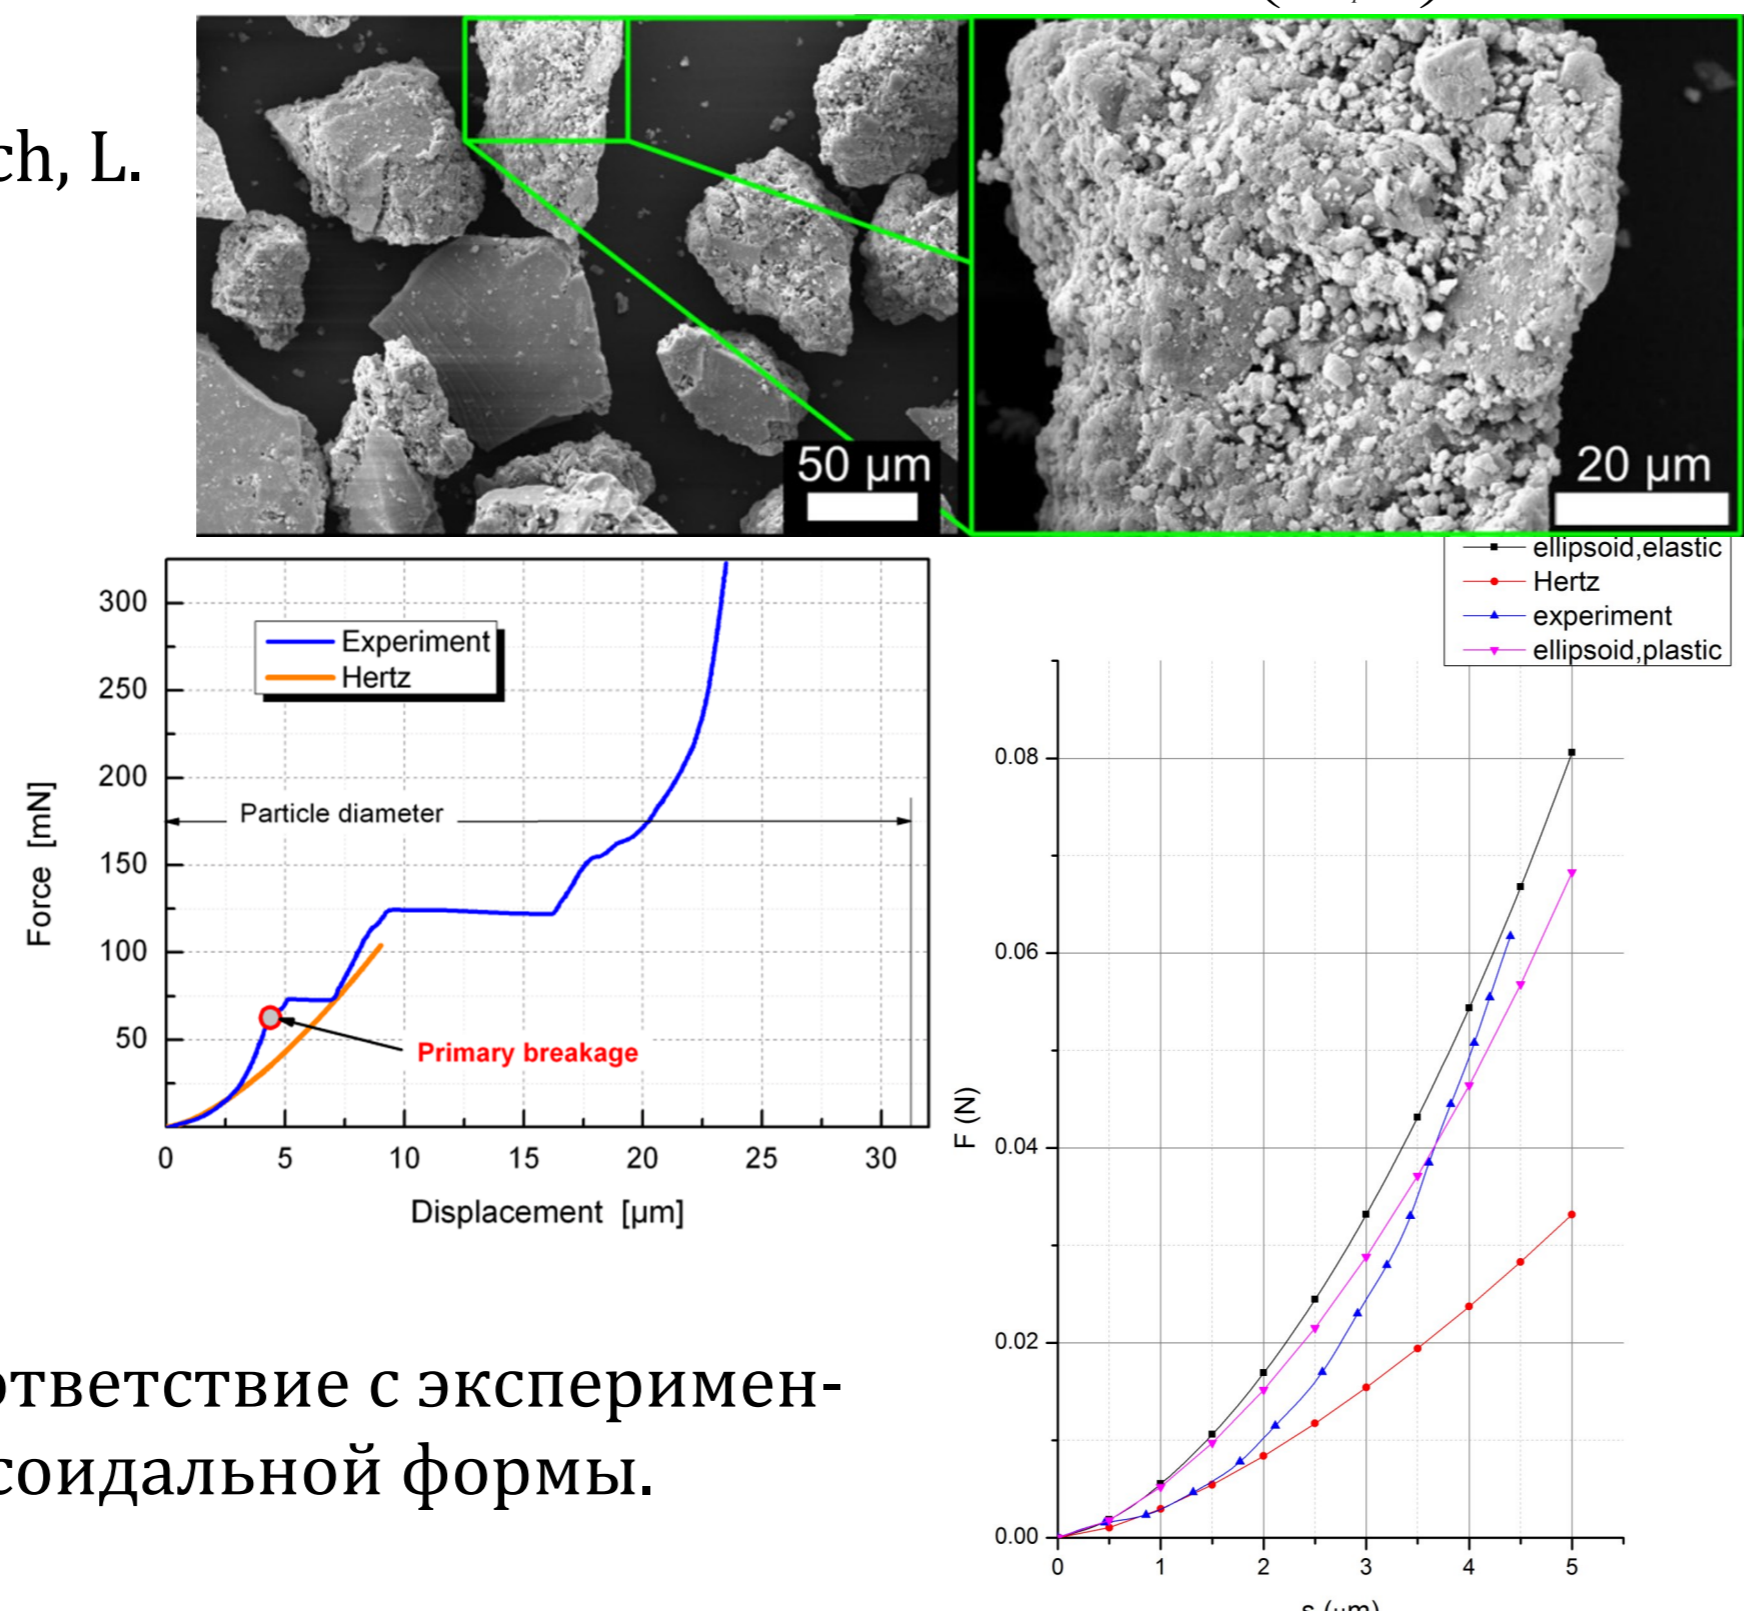 ch, L.
50 µm
20 µm
ellipsoid,elastic
Hertz
experiment
ellipsoid,plastic
300
250
200
150
100
50
Force [mN]
Experiment
Hertz
Particle diameter
Primary breakage
0 5 10 15 20 25 30
Displacement [µm]
0.08
0.06
0.04
0.02
0.00
F (N)
0 1 2 3 4 5
s (µm)
ответствие с эксперимен-
соидальной формы.